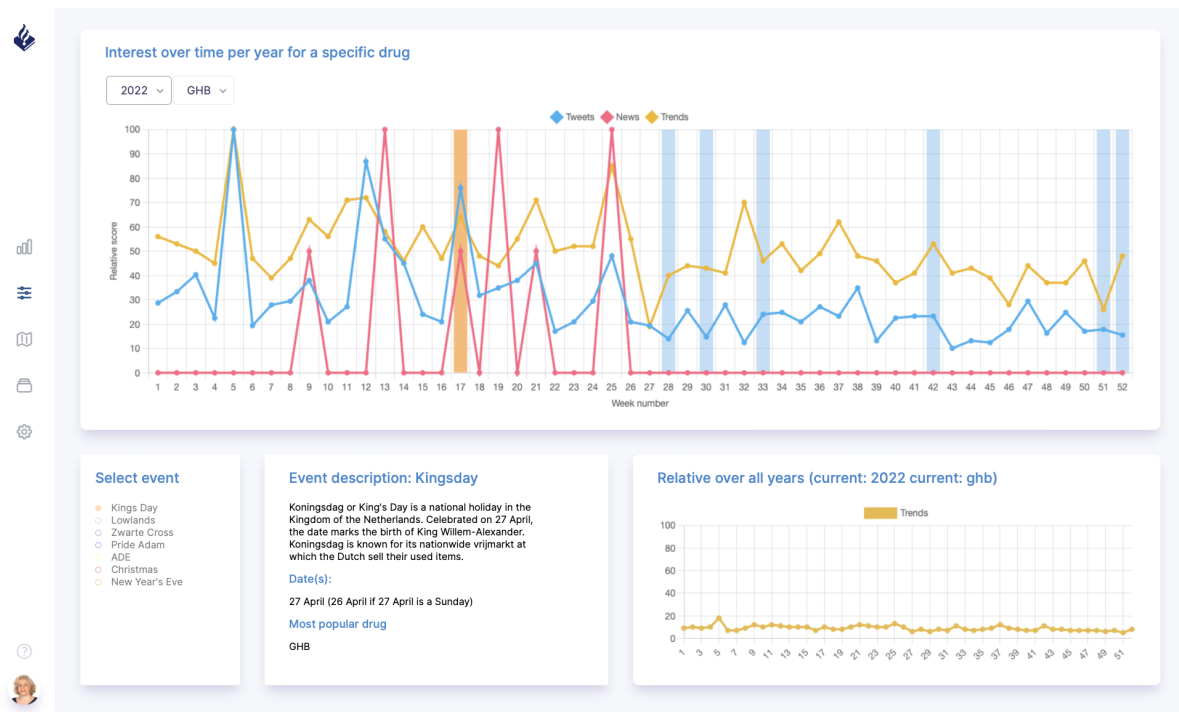 Interest over time per year for a specific drug
2022 GHB
Tweets News Trends
100
90
80
70
60
50
40
30
20
10
0
Relative score
1 2 3 4 5 6 7 8 9 10 11 12 13 14 15 16 17 18 19 20 21 22 23 24 25 26 27 28 29 30 31 32 33 34 35 36 37 38 39 40 41 42 43 44 45 46 47 48 49 50 51 52
Week number
Select event
Kings Day
Lowlands
Zwarte Cross
Pride Adam
ADE
Christmas
New Year's Eve
Event description: Kingsday
Koningsdag or King's Day is a national holiday in the
Kingdom of the Netherlands. Celebrated on 27 April,
the date marks the birth of King Willem-Alexander.
Koningsdag is known for its nationwide vrijmarkt at
which the Dutch sell their used items.
Date(s):
27 April (26 April if 27 April is a Sunday)
Most popular drug
GHB
Relative over all years (current: 2022 current: ghb)
Trends
100
80
60
40
20
0
1 3 5 7 9 11 13 15 17 19 21 23 25 27 29 31 33 35 37 39 41 43 45 47 49 51
?